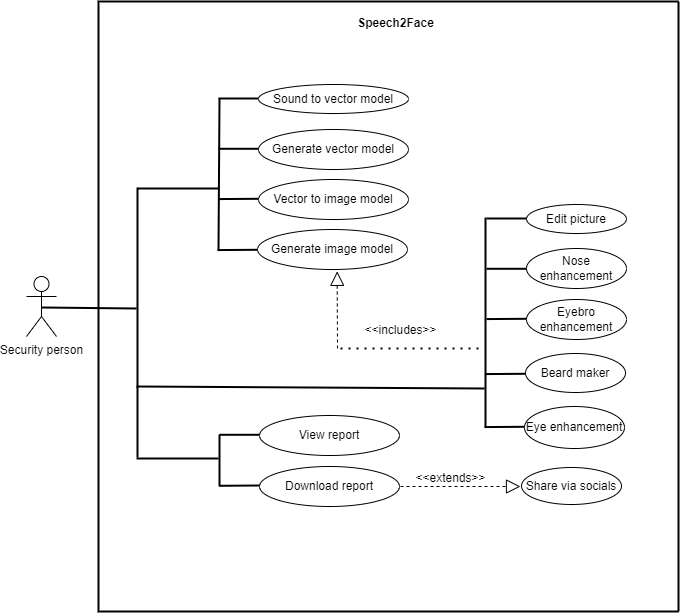 Speech2Face
Sound to vector model
Generate vector model
Vector to image model
Generate image model
Edit picture
Nose
enhancement
Eyebro
enhancement
<<includes>>
Security person
Beard maker
Eye enhancement
View report
Download report
<<extends>>
Share via socials